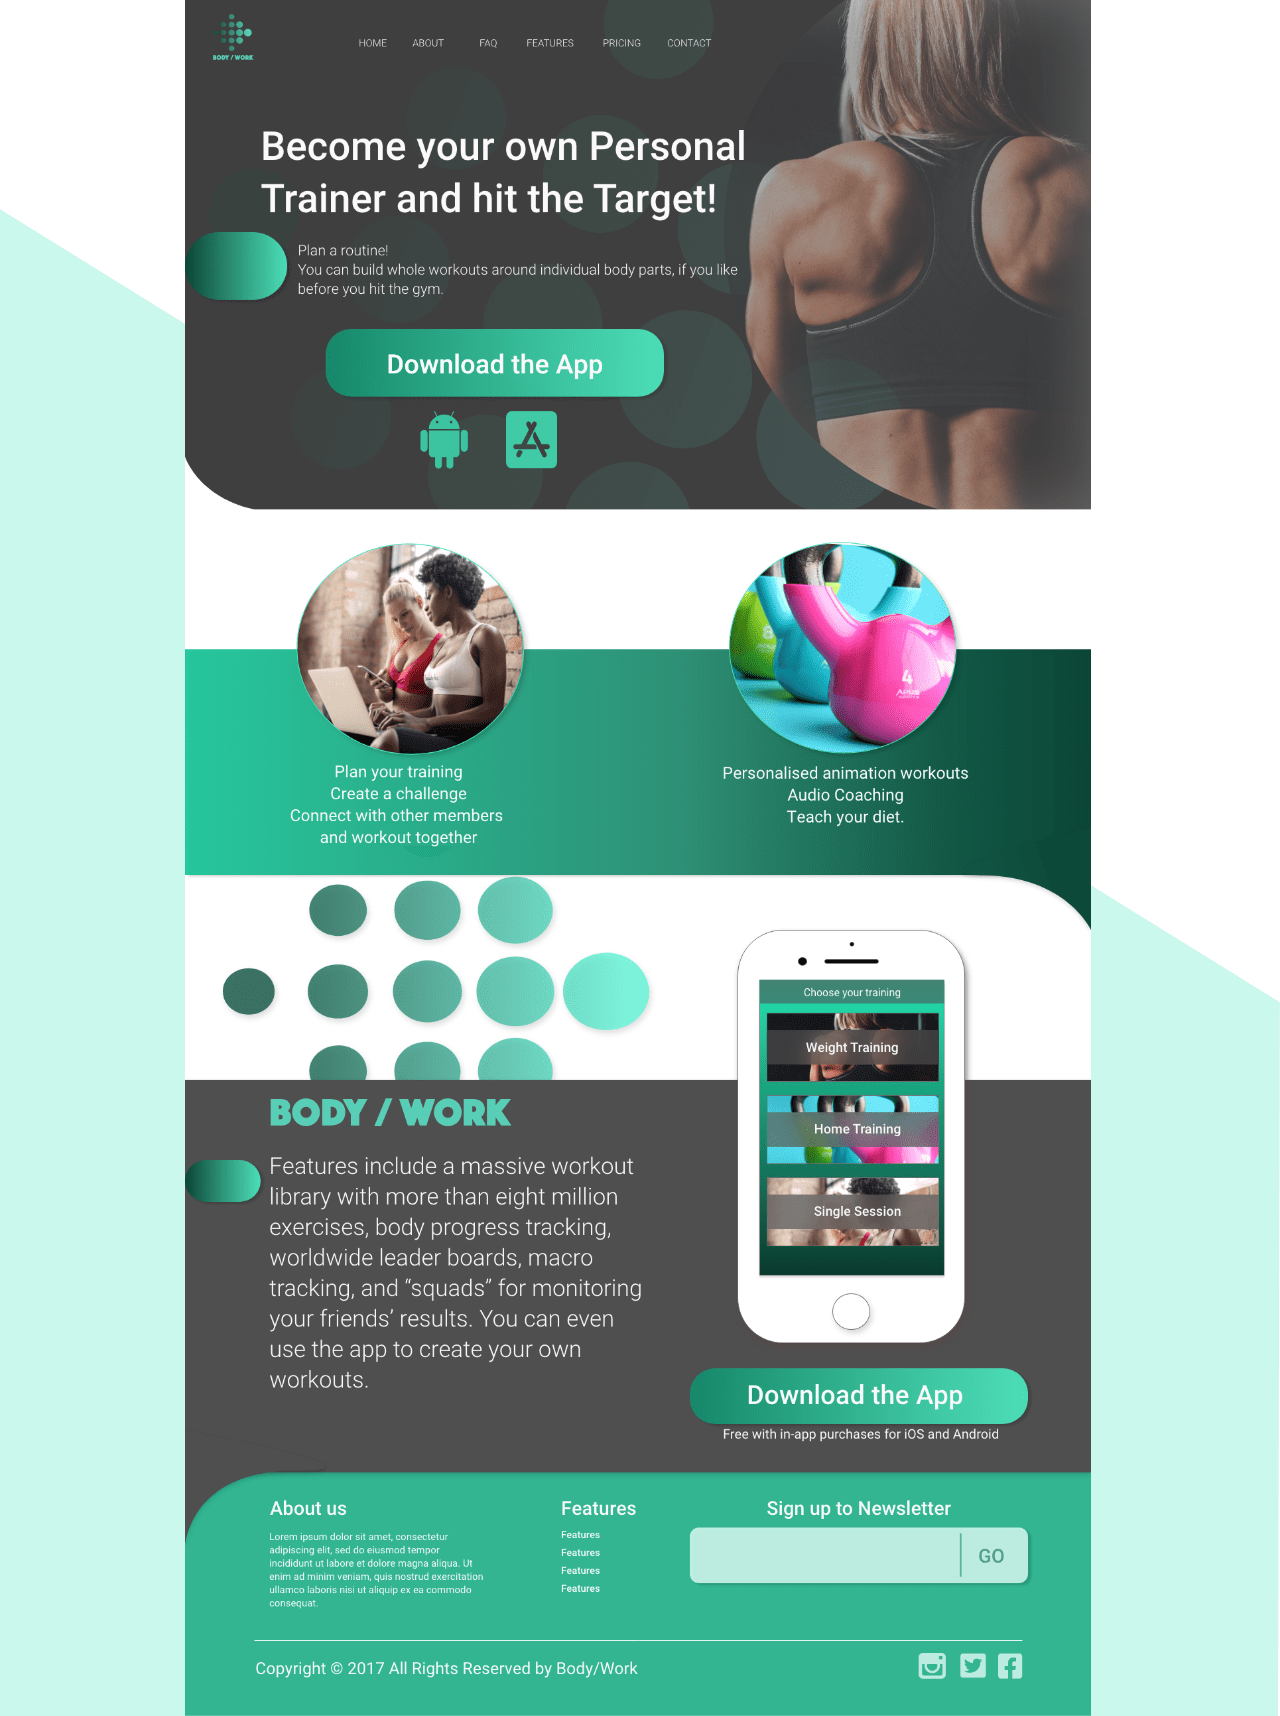 BODY / WORK
HOME ABOUT FAQ FEATURES PRICING CONTACT
Become your own Personal
Trainer and hit the Target!
Plan a routine!
You can build whole workouts around individual body parts, if you like
before you hit the gym.
Download the App
8
4
Plan your training
Create a challenge
Connect with other members
and workout together
Personalised animation workouts
Audio Coaching
Teach your diet.
Choose your training
Weight Training
Home Training
Single Session
BODY / WORK
Features include a massive workout
library with more than eight million
exercises, body progress tracking,
worldwide leader boards, macro
tracking, and “squads” for monitoring
your friends’ results. You can even
use the app to create your own
workouts.
Download the App
Free with in-app purchases for iOS and Android
About us
Lorem ipsum dolor sit amet, consectetur
adipiscing elit, sed do eiusmod tempor
incididunt ut labore et dolore magna aliqua. Ut
enim ad minim veniam, quis nostrud exercitation
ullamco laboris nisi ut aliquip ex ea commodo
consequat.
Features
Features
Features
Features
Features
Sign up to Newsletter
GO
Copyright © 2017 All Rights Reserved by Body/Work